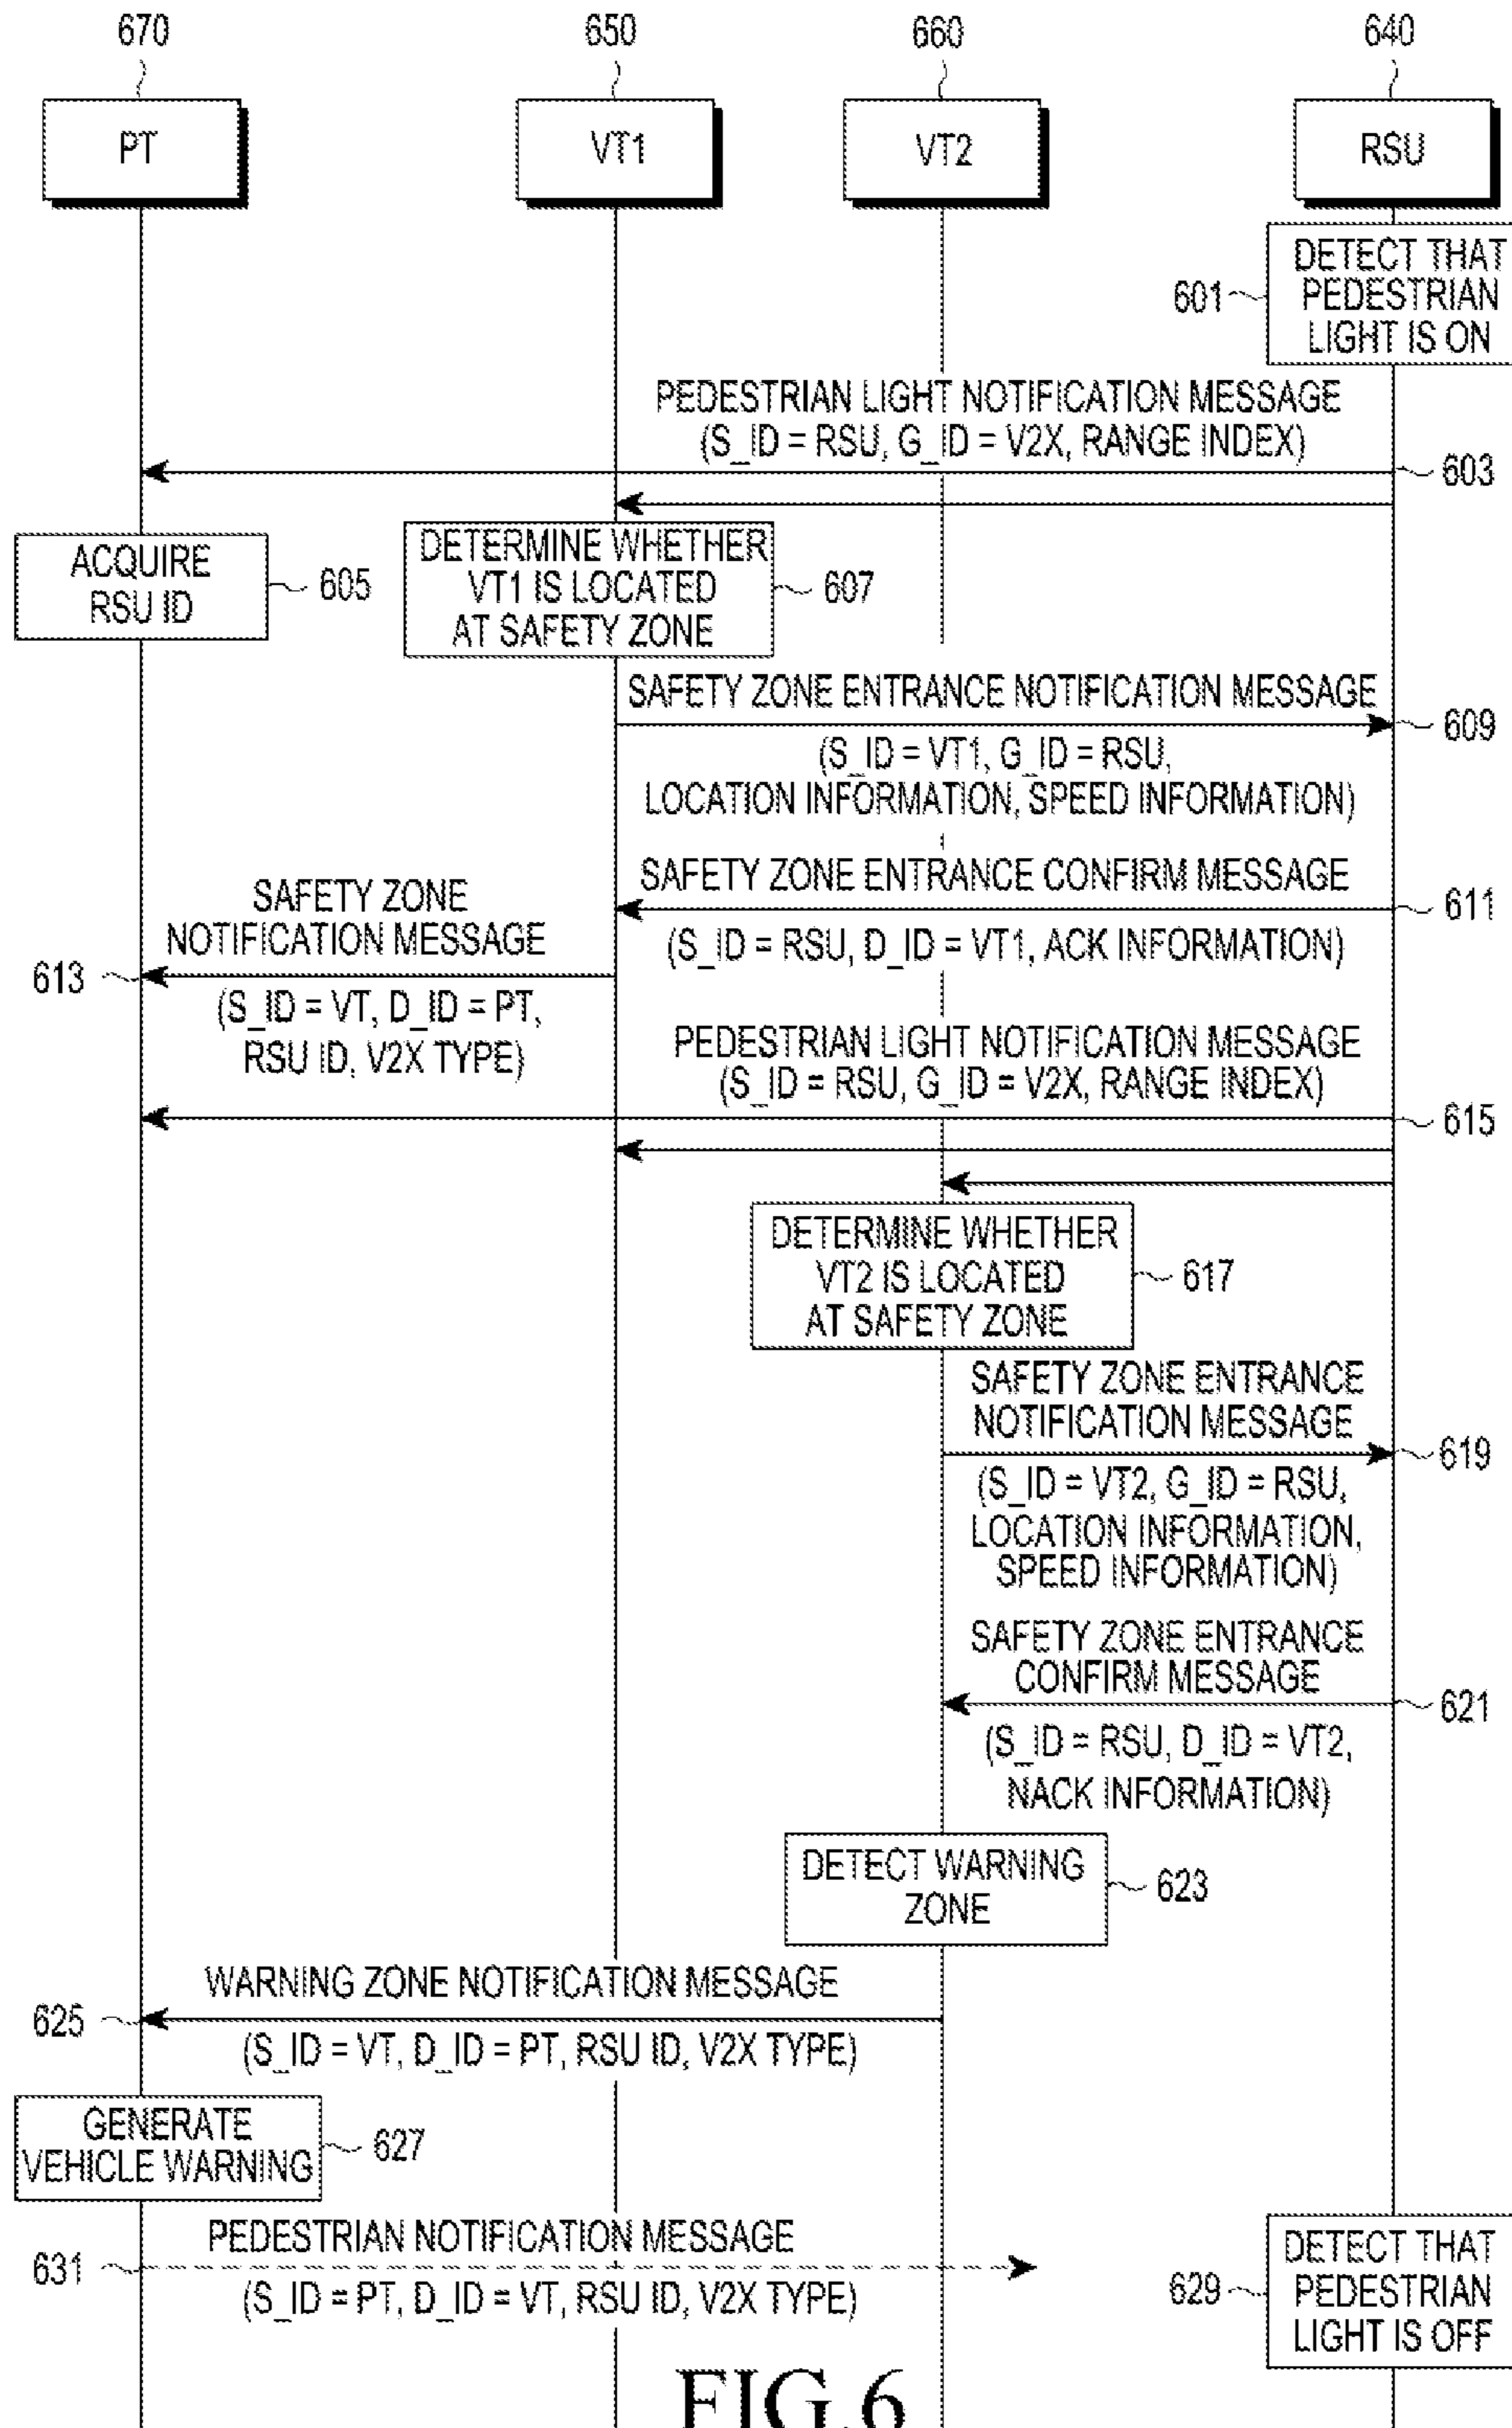 670
650
660
640
PT
VT1
VT2
RSU
DETECT THAT
PEDESTRIAN
LIGHT IS ON
601
PEDESTRIAN LIGHT NOTIFICATION MESSAGE
(S_ID = RSU, G_ID = V2X, RANGE INDEX)
603
ACQUIRE
RSU ID
605
DETERMINE WHETHER
VT1 IS LOCATED
AT SAFETY ZONE
607
SAFETY ZONE ENTRANCE NOTIFICATION MESSAGE
609
(S_ID = VT1, G_ID = RSU,
LOCATION INFORMATION, SPEED INFORMATION)
SAFETY ZONE ENTRANCE CONFIRM MESSAGE
611
(S_ID = RSU, D_ID = VT1, ACK INFORMATION)
SAFETY ZONE
NOTIFICATION MESSAGE
613
(S_ID = VT, D_ID = PT,
RSU ID, V2X TYPE)
PEDESTRIAN LIGHT NOTIFICATION MESSAGE
(S_ID = RSU, G_ID = V2X, RANGE INDEX)
615
DETERMINE WHETHER
VT2 IS LOCATED
AT SAFETY ZONE
617
SAFETY ZONE ENTRANCE
NOTIFICATION MESSAGE
619
(S_ID = VT2, G_ID = RSU,
LOCATION INFORMATION,
SPEED INFORMATION)
SAFETY ZONE ENTRANCE
CONFIRM MESSAGE
621
(S_ID = RSU, D_ID = VT2,
NACK INFORMATION)
DETECT WARNING
ZONE
623
WARNING ZONE NOTIFICATION MESSAGE
625
(S_ID = VT, D_ID = PT, RSU ID, V2X TYPE)
GENERATE
VEHICLE WARNING
627
PEDESTRIAN NOTIFICATION MESSAGE
631
(S_ID = PT, D_ID = VT, RSU ID, V2X TYPE)
DETECT THAT
PEDESTRIAN
LIGHT IS OFF
629
FIG.6